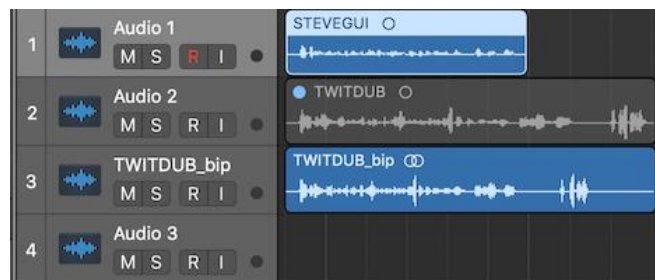 Audio 1
STEVEGUI
1
M S R I
Audio 2
TWITDUB
2
M S R I
TWITDUB_bip
TWITDUB_bip
3
M S R I
Audio 3
4
M S R I